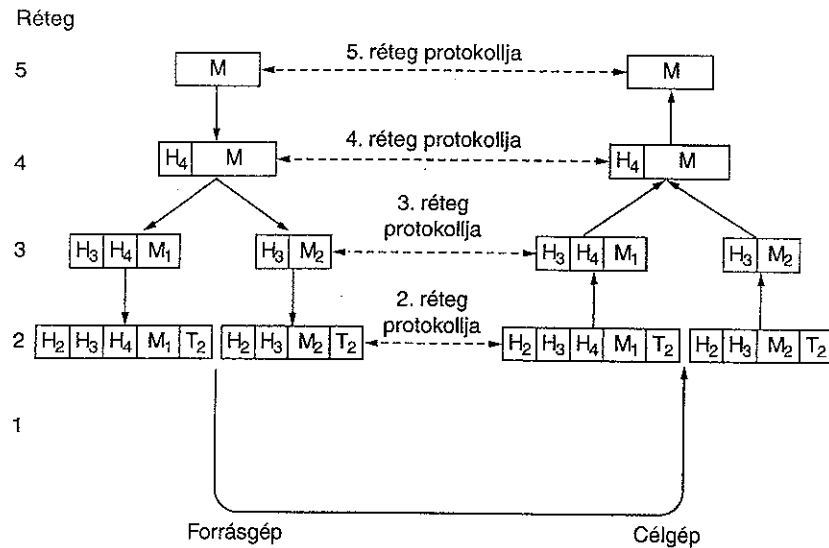 Réteg
5 M 5. réteg protokollja M
4 H₄ M 4. réteg protokollja H₄ M
3. réteg
protokollja
3 H₃ H₄ M₁ H₃ M₂ H₃ H₄ M₁ H₃ M₂
2. réteg
protokollja
2 H₂ H₃ H₄ M₁ T₂ H₂ H₃ M₂ T₂ H₂ H₃ H₄ M₁ T₂ H₂ H₃ M₂ T₂
1
Forrásgép Célgép